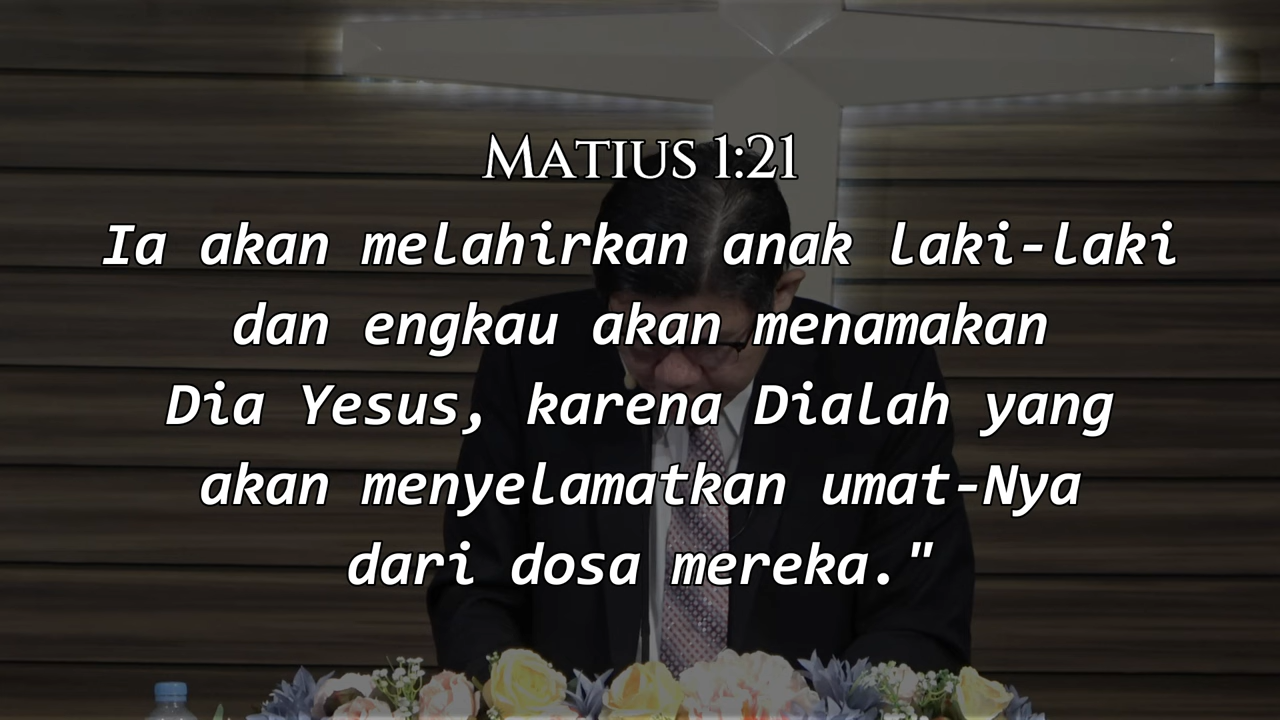 Matius 1:21
Ia akan melahirkan anak laki-laki
dan engkau akan menamakan
Dia Yesus, karena Dialah yang
akan menyelamatkan umat-Nya
dari dosa mereka."